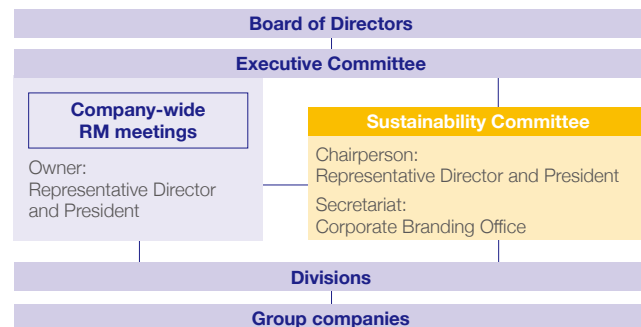 Board of Directors
Executive Committee
Company-wide
RM meetings
Owner:
Representative Director
and President
Sustainability Committee
Chairperson:
Representative Director and President
Secretariat:
Corporate Branding Office
Divisions
Group companies